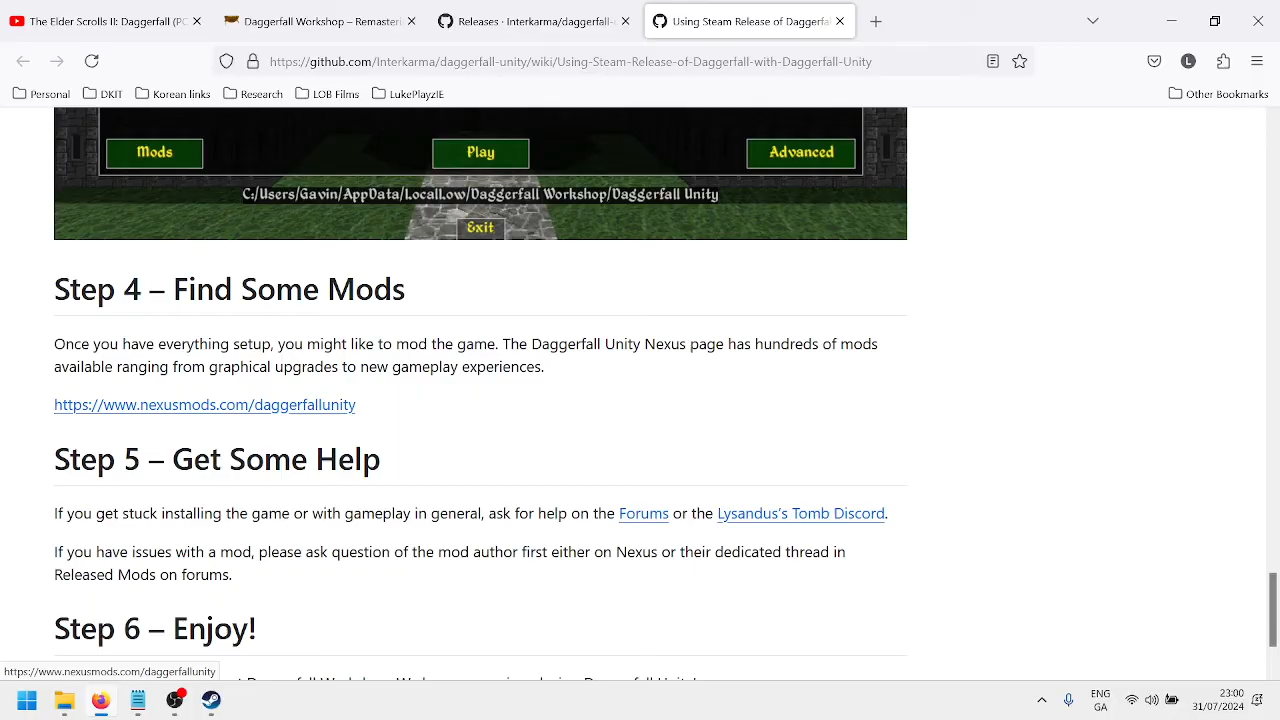 The Elder Scrolls II: Daggerfall (PC
Daggerfall Workshop – Remasteri
Releases · Interkarma/daggerfall-
Using Steam Release of Daggerfa
https://github.com/Interkarma/daggerfall-unity/wiki/Using-Steam-Release-of-Daggerfall-with-Daggerfall-Unity
L
Personal
DKIT
Korean links
Research
LOB Films
LukePlayzIE
Other Bookmarks
Mods
Play
Advanced
C:/Users/Gavin/AppData/LocalLow/Daggerfall Workshop/Daggerfall Unity
Exit
Step 4 – Find Some Mods
Once you have everything setup, you might like to mod the game. The Daggerfall Unity Nexus page has hundreds of mods
available ranging from graphical upgrades to new gameplay experiences.
https://www.nexusmods.com/daggerfallunity
Step 5 – Get Some Help
If you get stuck installing the game or with gameplay in general, ask for help on the Forums or the Lysandus's Tomb Discord.
If you have issues with a mod, please ask question of the mod author first either on Nexus or their dedicated thread in
Released Mods on forums.
Step 6 – Enjoy!
https://www.nexusmods.com/daggerfallunity
ENG
GA
23:00
31/07/2024